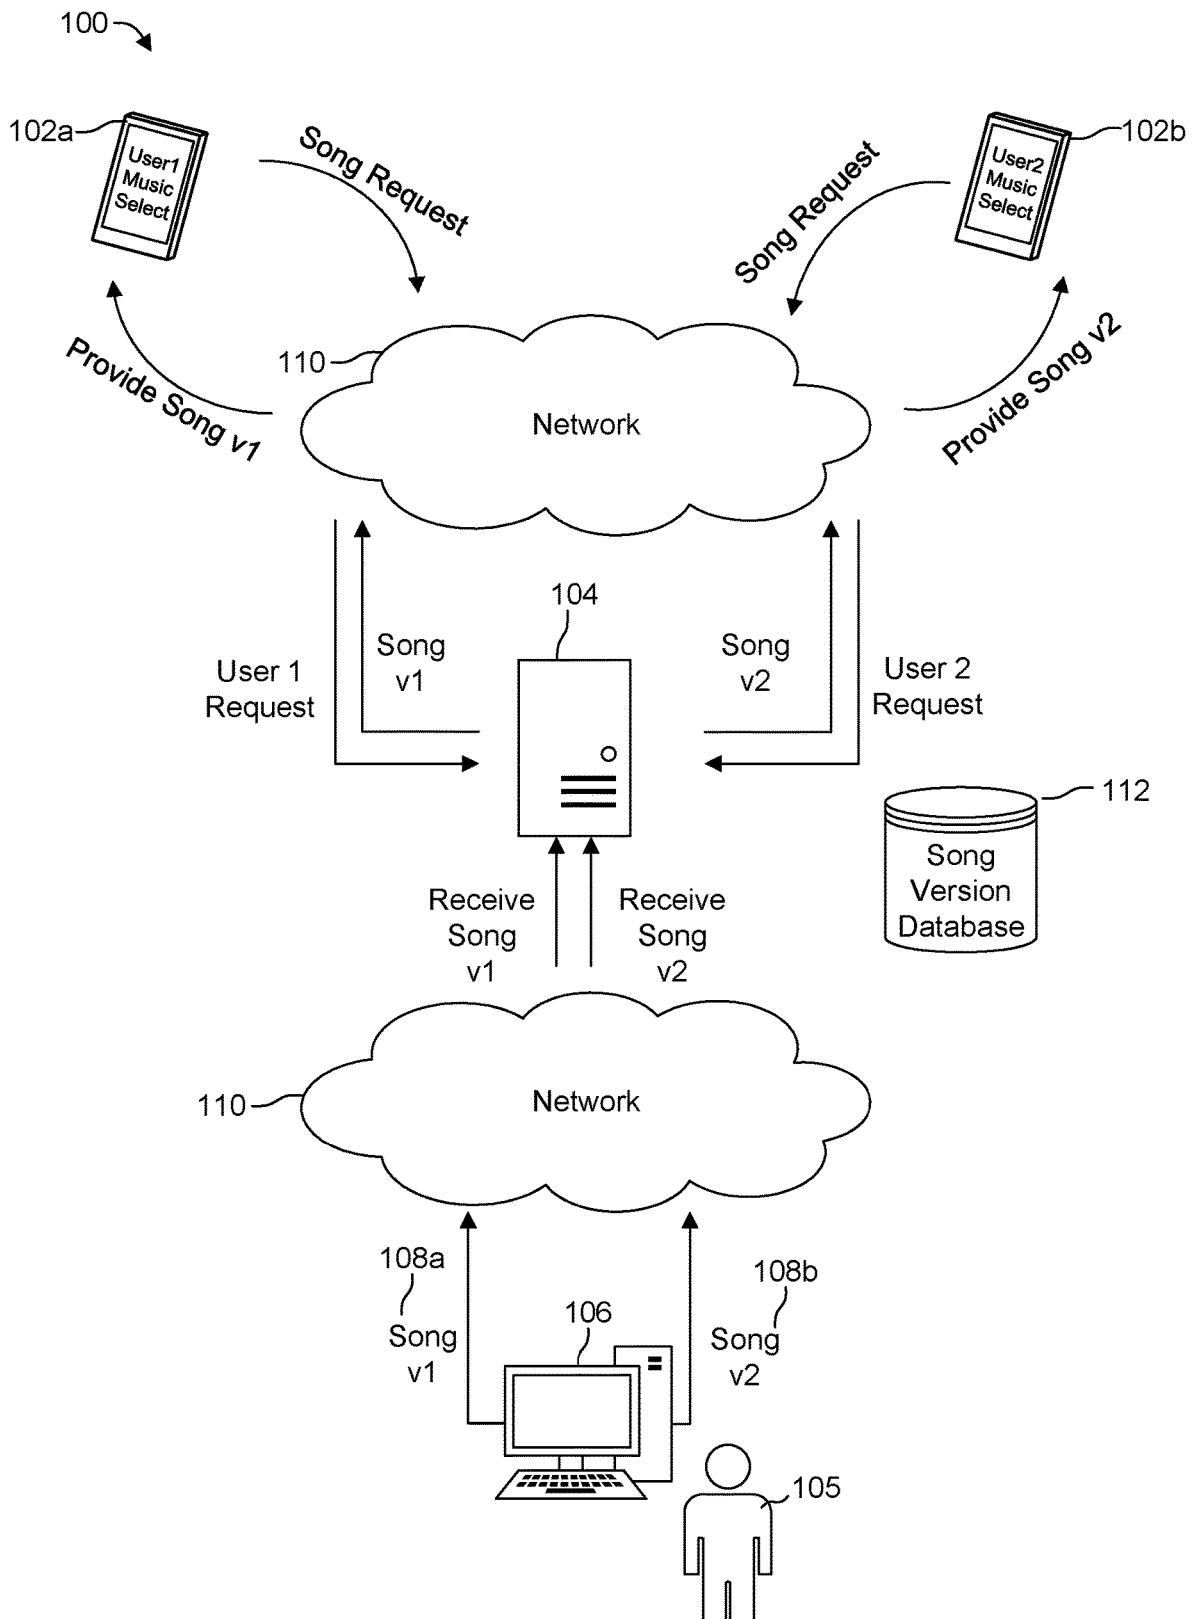 100
102a
User1
Music
Select
Song Request
Provide Song v1
102b
User2
Music
Select
Song Request
Provide Song v2
110
Network
104
User 1
Request
Song
v1
Song
v2
User 2
Request
112
Song
Version
Database
Receive
Song
v1
Receive
Song
v2
110
Network
108a
Song
v1
106
108b
Song
v2
105